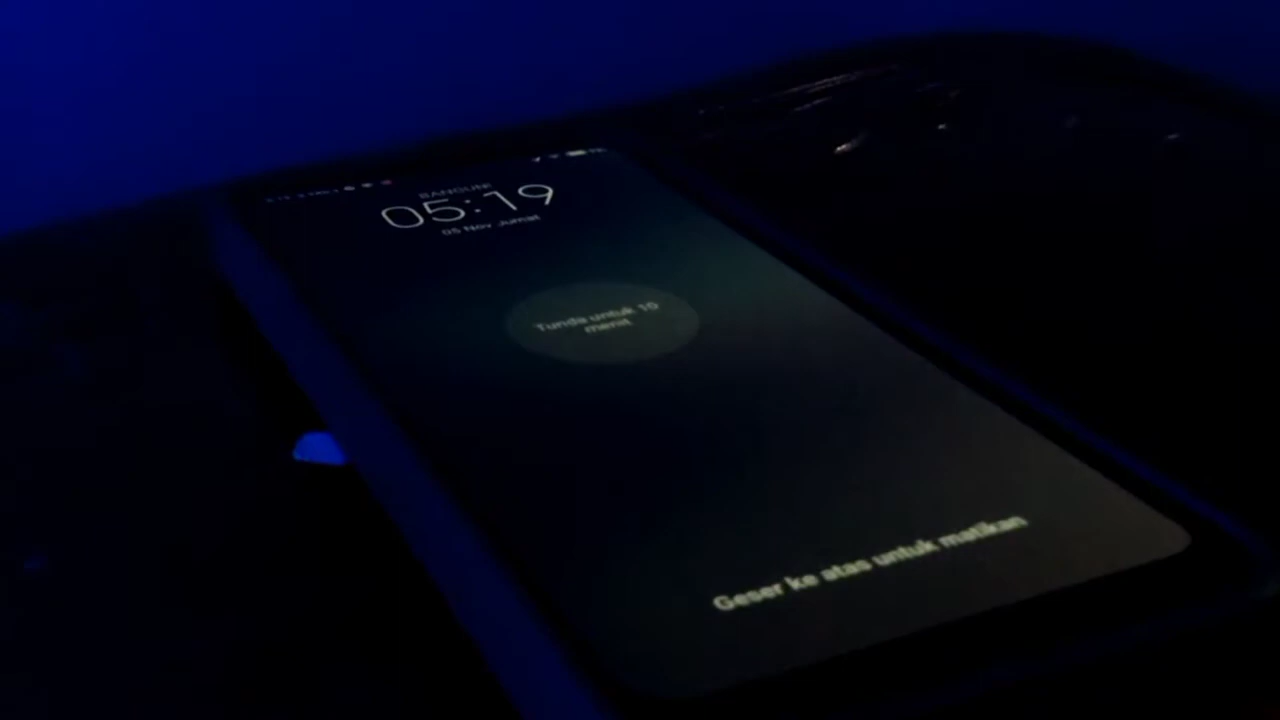 BANGUN!
05:19
05 Nov Jumat
Tunda untuk 10
menit
Geser ke atas untuk matikan